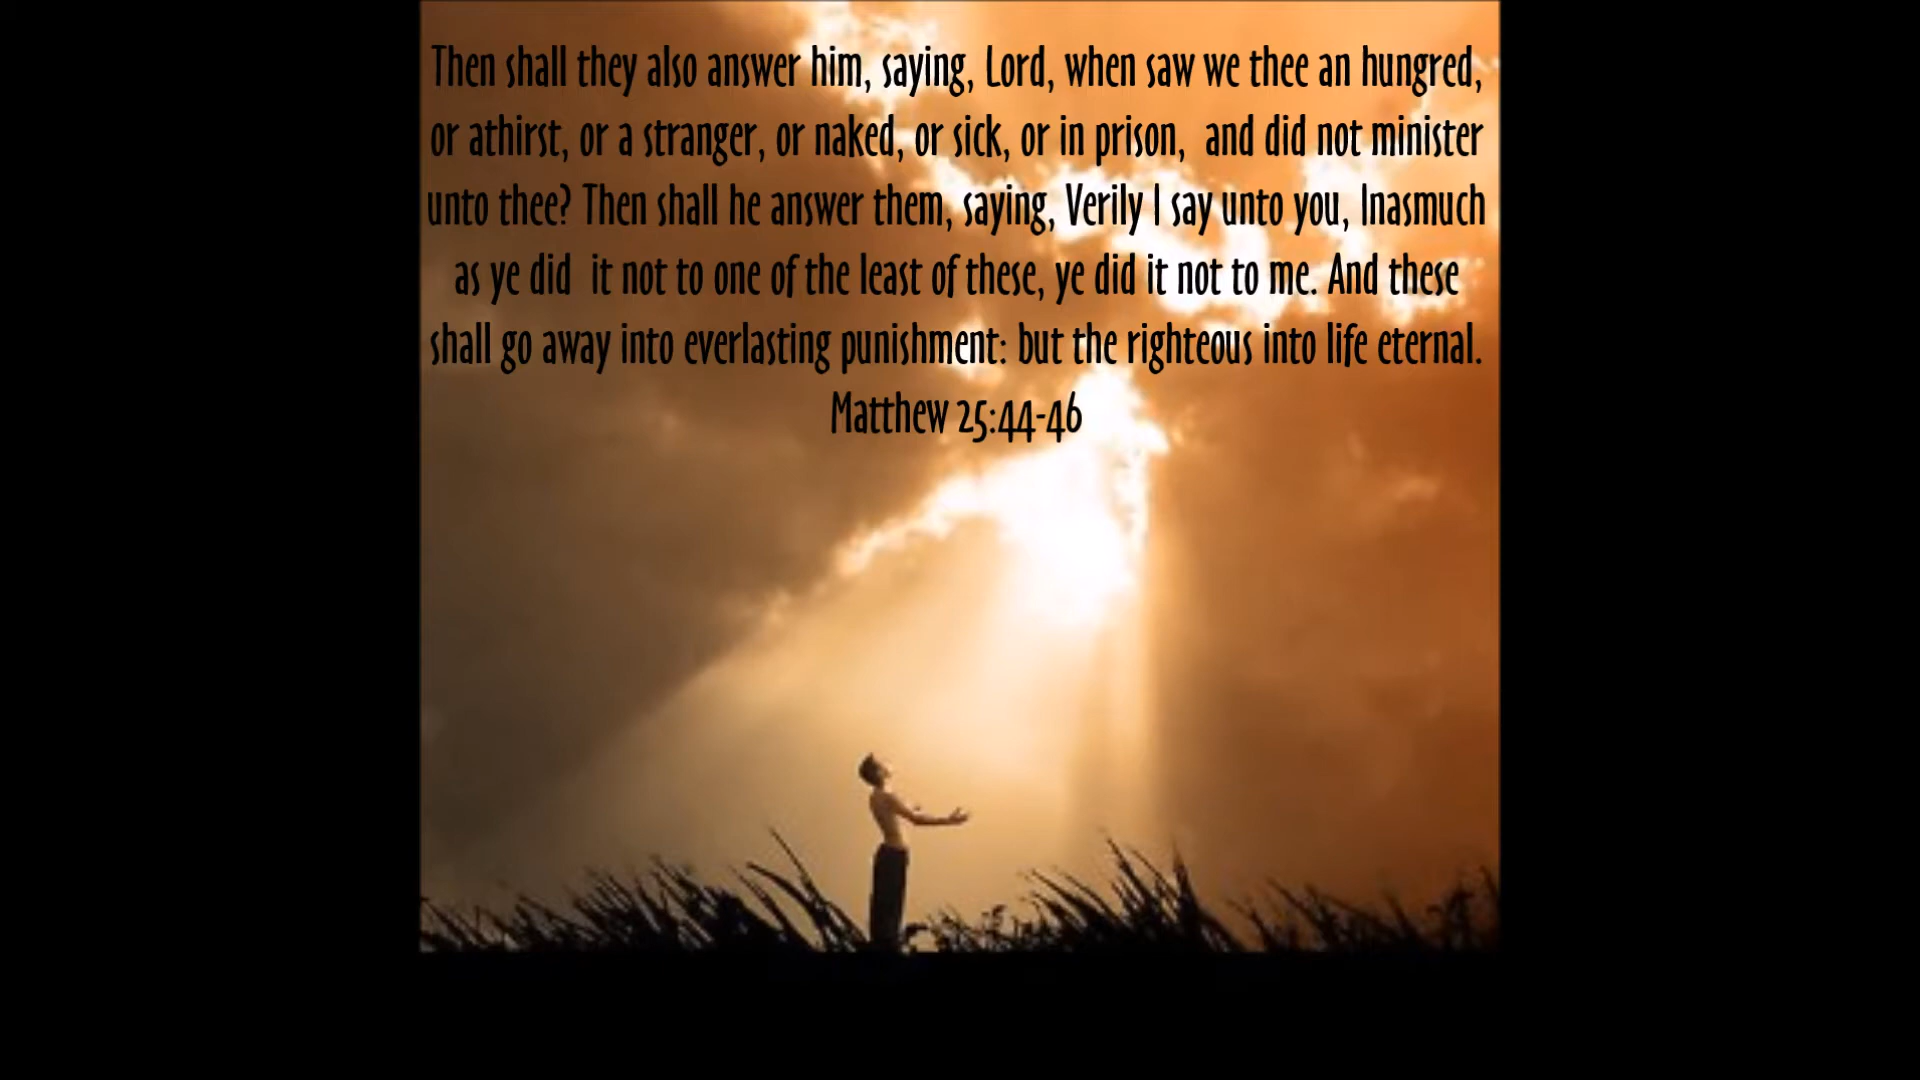 Then shall they also answer him, saying, Lord, when saw we thee an hungred,
or athirst, or a stranger, or naked, or sick, or in prison,  and did not minister
unto thee? Then shall he answer them, saying, Verily I say unto you, Inasmuch
as ye did  it not to one of the least of these, ye did it not to me. And these
shall go away into everlasting punishment: but the righteous into life eternal.
Matthew 25:44-46